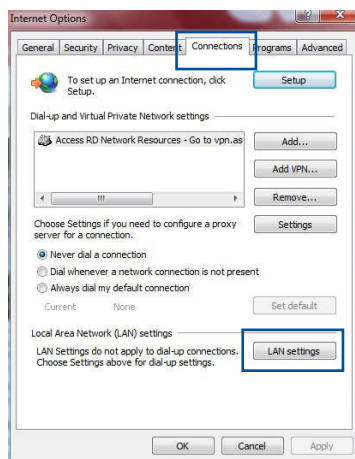 Internet Options
General Security Privacy Content Connections Programs Advanced
To set up an Internet connection, click
Setup.
Setup
Dial-up and Virtual Private Network settings
Access RD Network Resources - Go to vpn.as
Add...
Add VPN...
Remove...
Choose Settings if you need to configure a proxy
server for a connection.
Settings
Never dial a connection
Dial whenever a network connection is not present
Always dial my default connection
Current None
Set default
Local Area Network (LAN) settings
LAN Settings do not apply to dial-up connections.
Choose Settings above for dial-up settings.
LAN settings
OK Cancel Apply